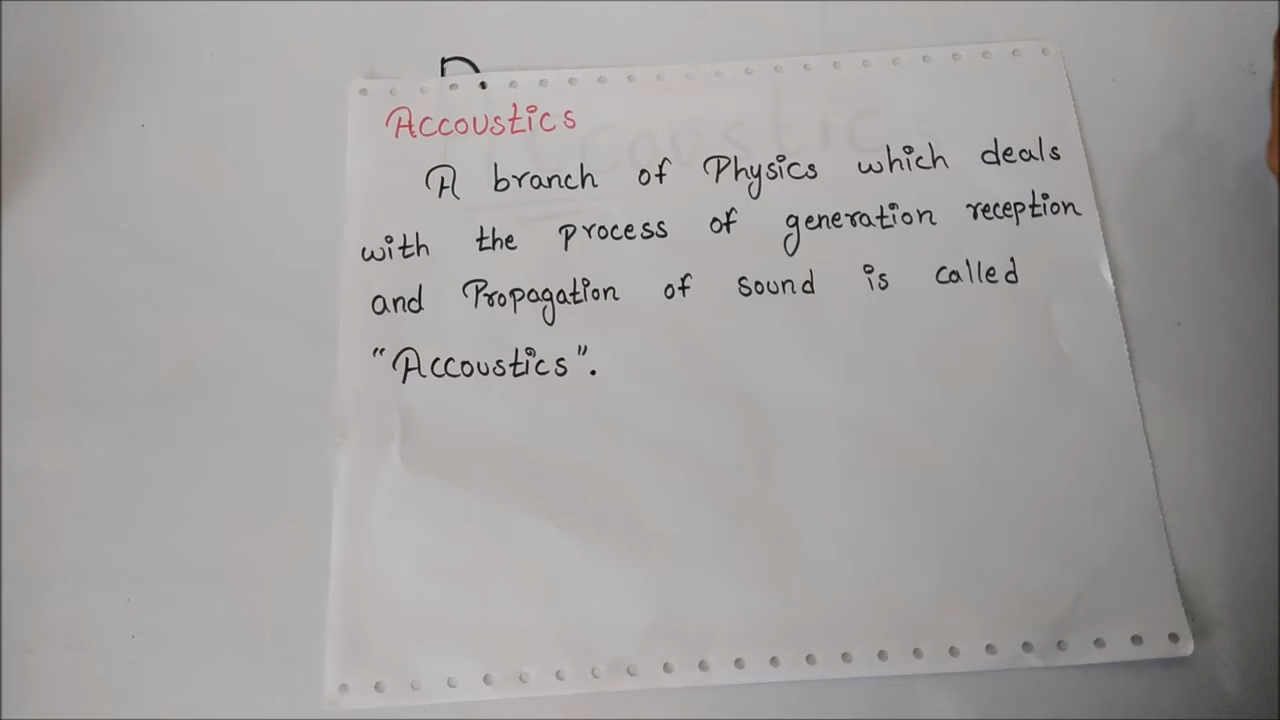 Accoustics
A branch of Physics which deals
with the process of generation reception
and Propagation of sound is called
"Accoustics".